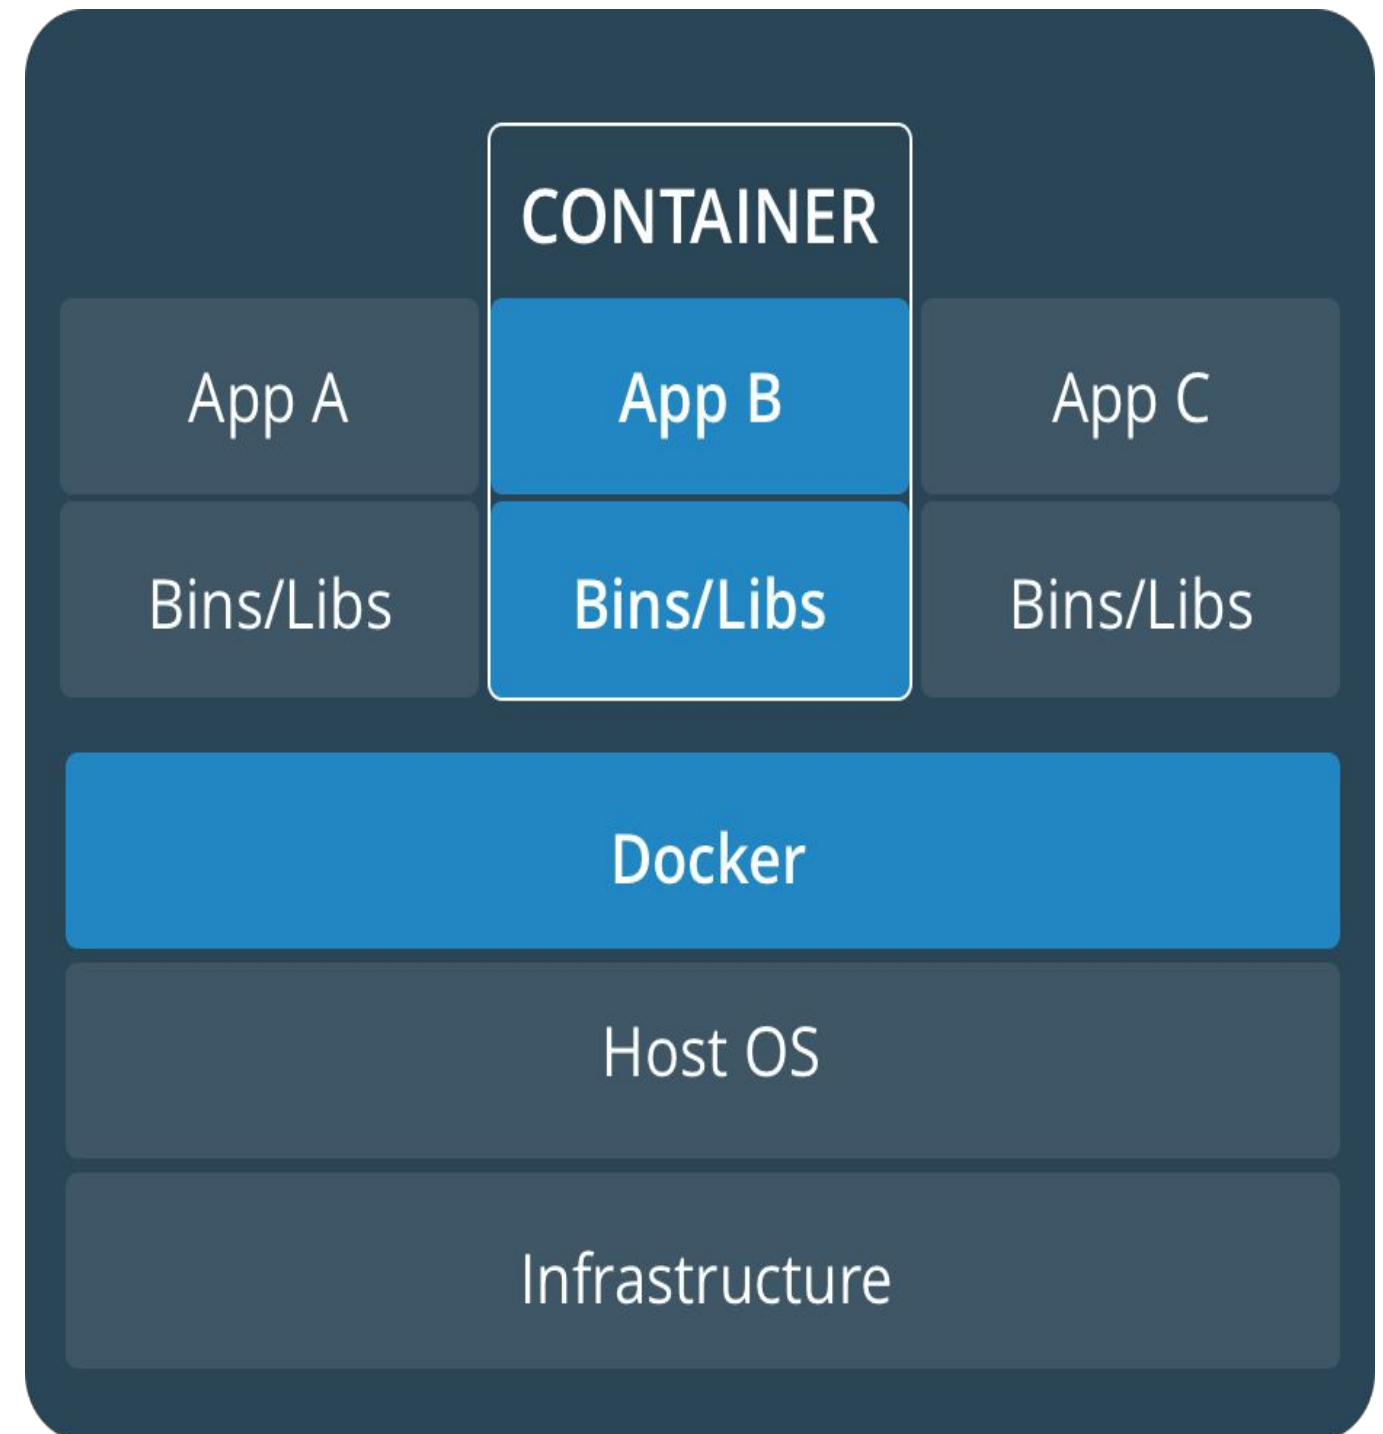 CONTAINER
App A
App B
App C
Bins/Libs
Bins/Libs
Bins/Libs
Docker
Host OS
Infrastructure